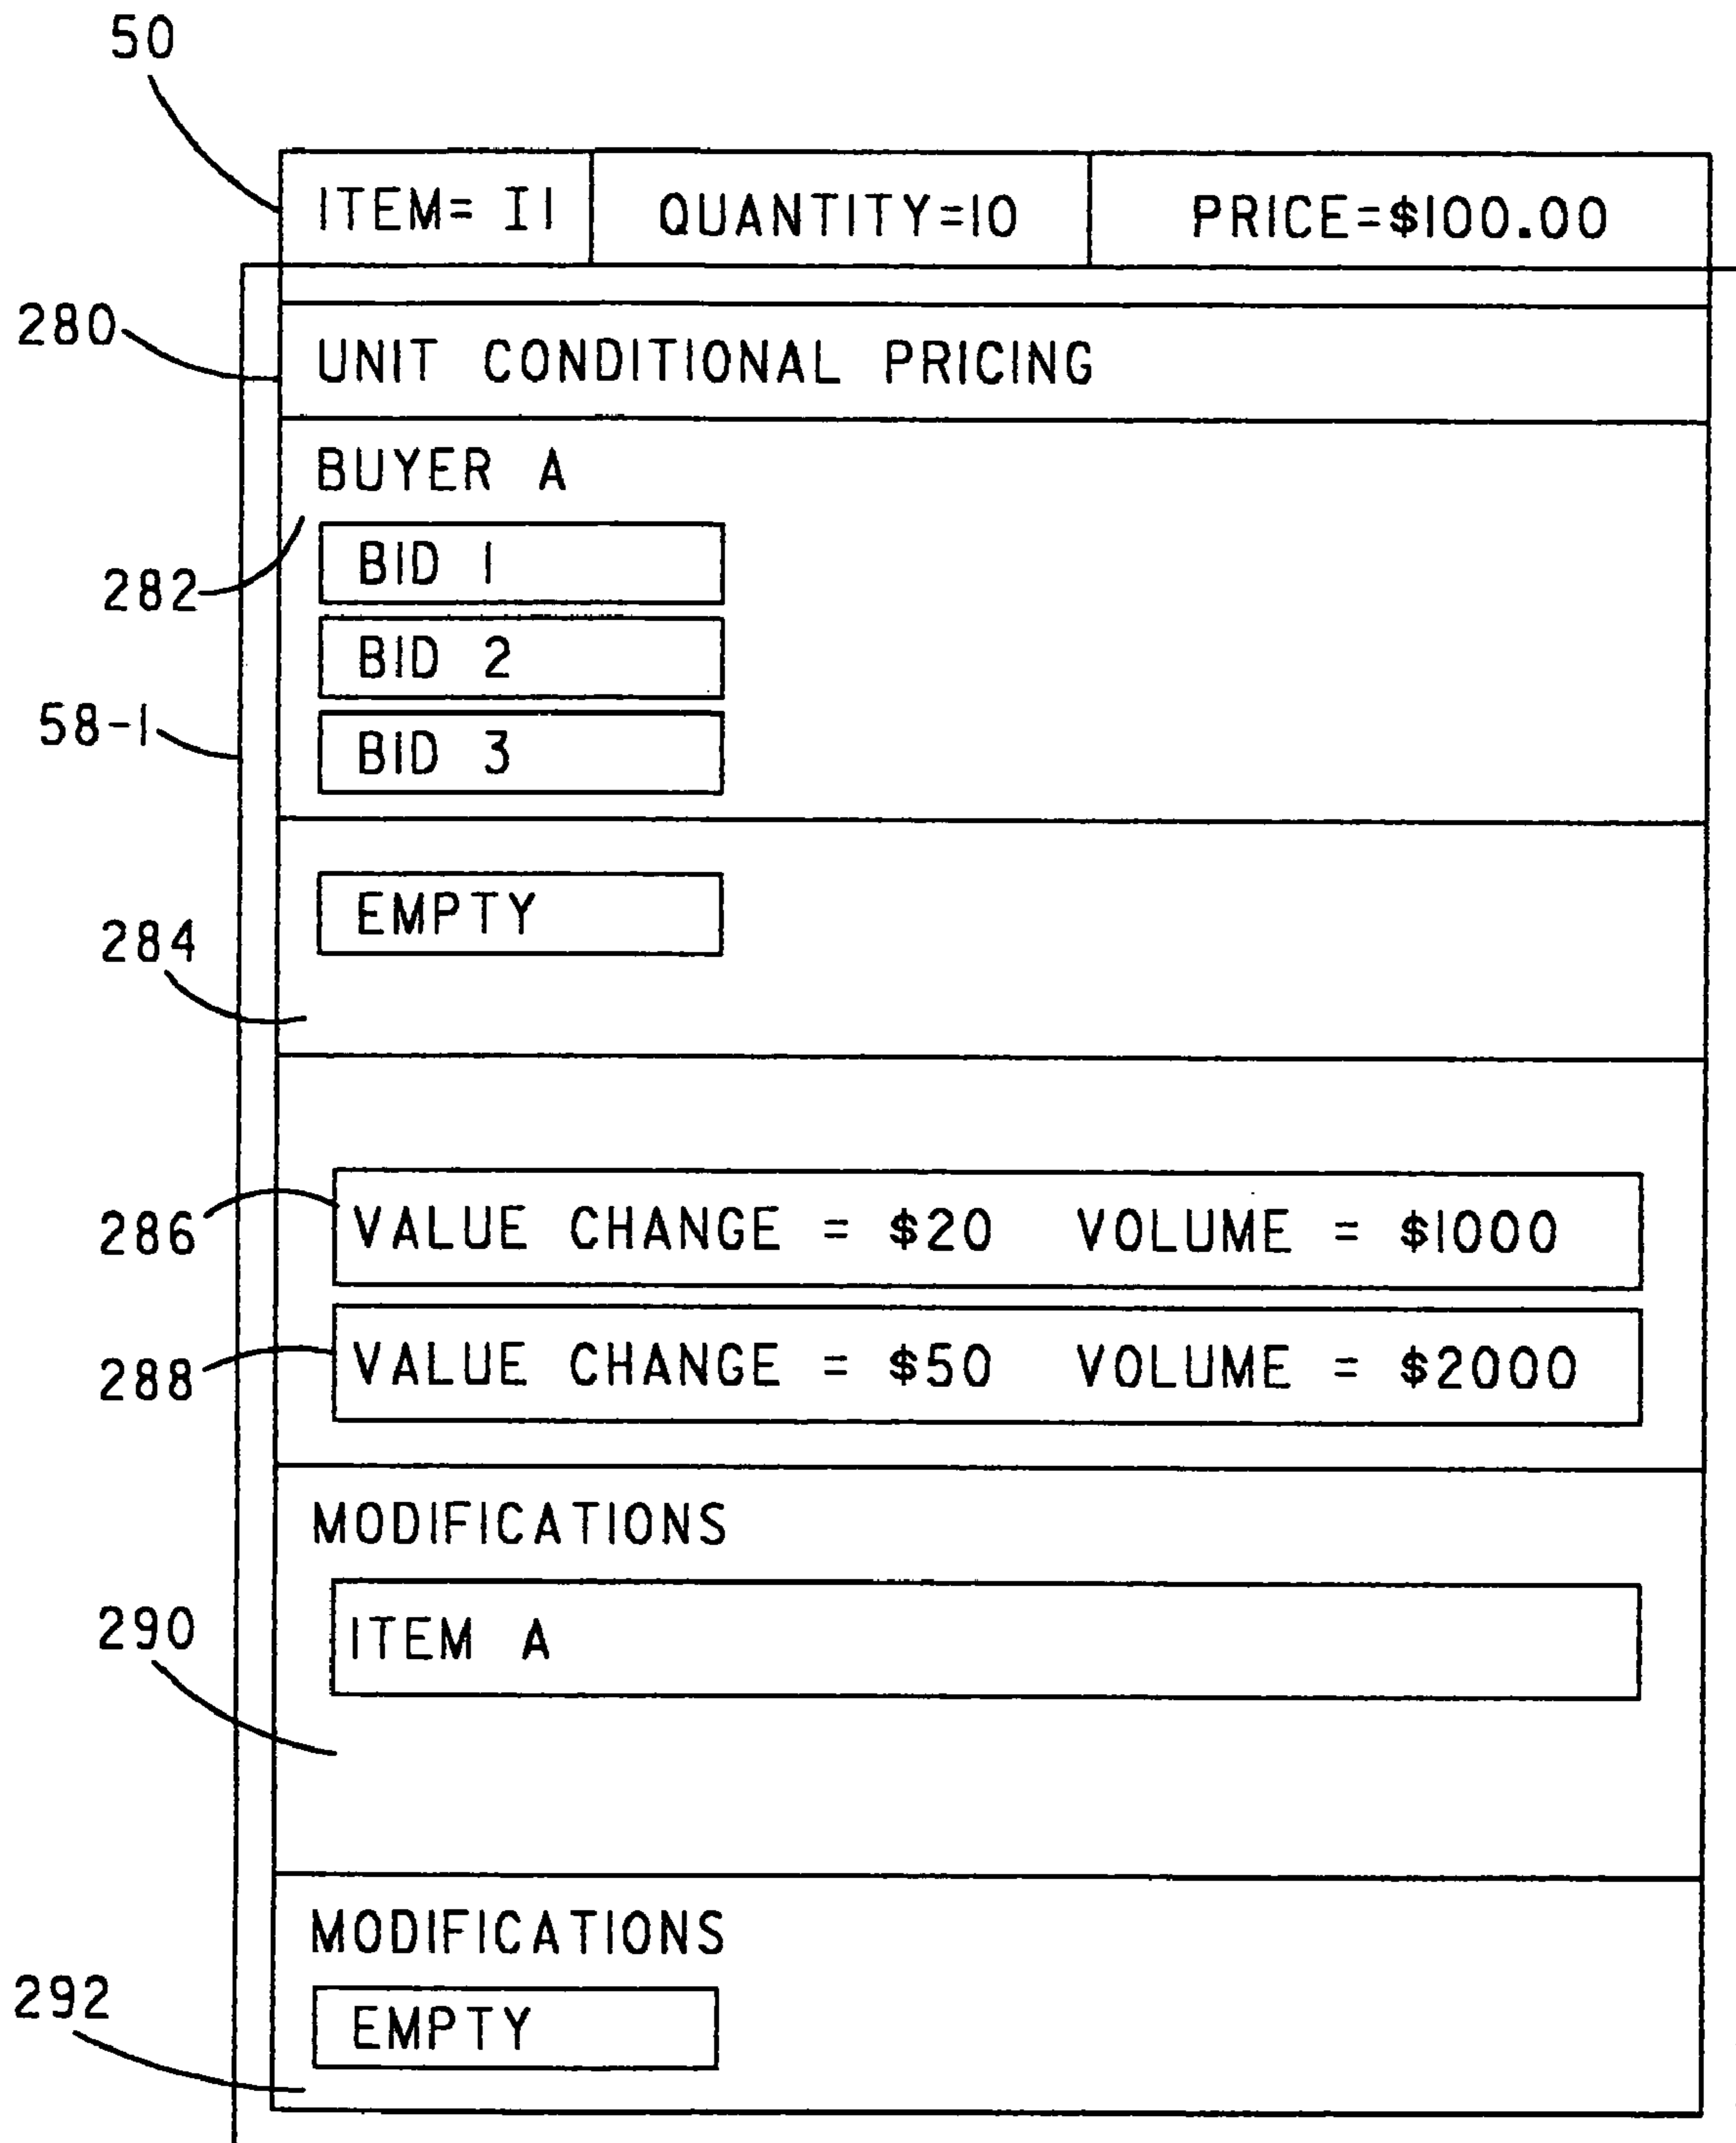 50
ITEM= I1 QUANTITY=10 PRICE=$100.00
280
UNIT CONDITIONAL PRICING
BUYER A
BID 1
282
BID 2
58-1
BID 3
EMPTY
284
286
VALUE CHANGE = $20 VOLUME = $1000
288
VALUE CHANGE = $50 VOLUME = $2000
MODIFICATIONS
290
ITEM A
MODIFICATIONS
292
EMPTY